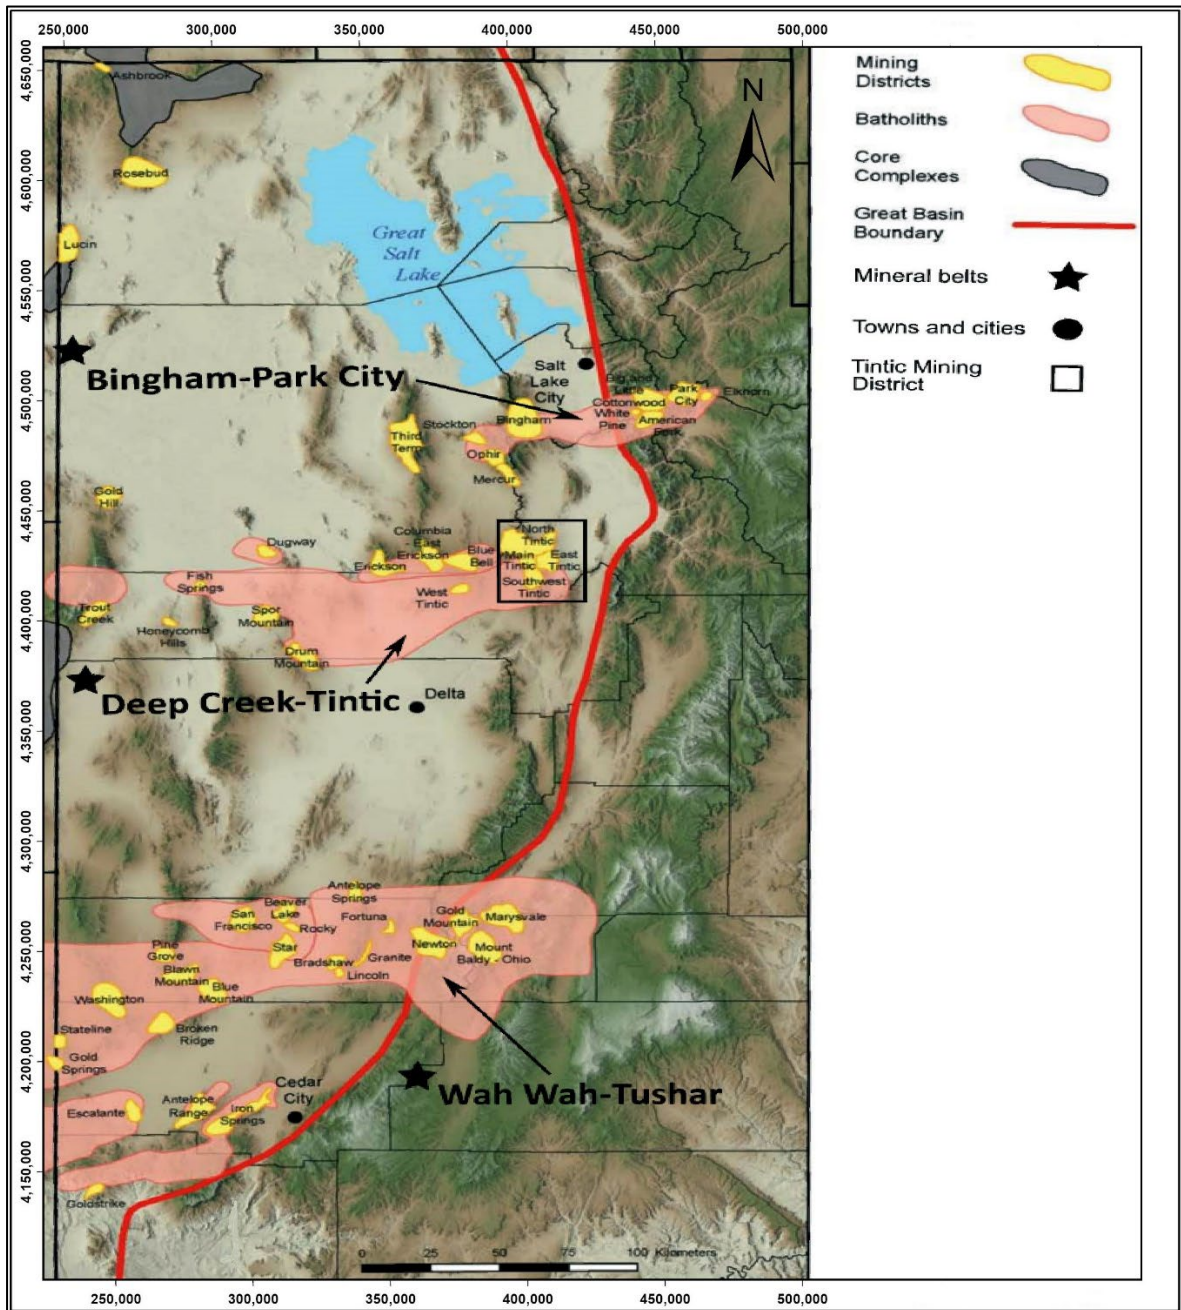 250,000
300,000
350,000
400,000
450,000
500,000
4,650,000
4,600,000
4,550,000
4,500,000
4,450,000
4,400,000
4,350,000
4,300,000
4,250,000
4,200,000
4,150,000
N
Ashbrook
Rosebud
Lucin
Great
Salt
Lake
Salt
Lake
City
Bingham-Park City
Stockton
Bingham
Third
Term
Ophir
Mercur
Cottonwood
White
Pine
Park
City
Elkhorn
American
Gold
Hill
Dugway
Columbia
- East
Erickson
Erickson
Blue
Bell
North
Tintic
Main
Tintic
East
Tintic
Southwest
Tintic
West
Tintic
Fish
Springs
Trout
Creek
Honeycomb
Hills
Spor
Mountain
Drum
Mountain
Deep Creek-Tintic
Delta
Antelope
Springs
Beaver
Lake
San
Francisco
Rocky
Fortuna
Gold
Mountain
Marysvale
Star
Newton
Mount
Baldy - Ohio
Bradshaw
Granite
Lincoln
Pine
Grove
Blawn
Mountain
Blue
Mountain
Washington
Stateline
Broken
Ridge
Gold
Springs
Wah Wah-Tushar
Cedar
City
Escalante
Antelope
Range
Iron
Springs
Goldstrike
0
25
50
75
100 Kilometers
250,000
300,000
350,000
400,000
450,000
500,000
Mining
Districts
Batholiths
Core
Complexes
Great Basin
Boundary
Mineral belts
Towns and cities
Tintic Mining
District